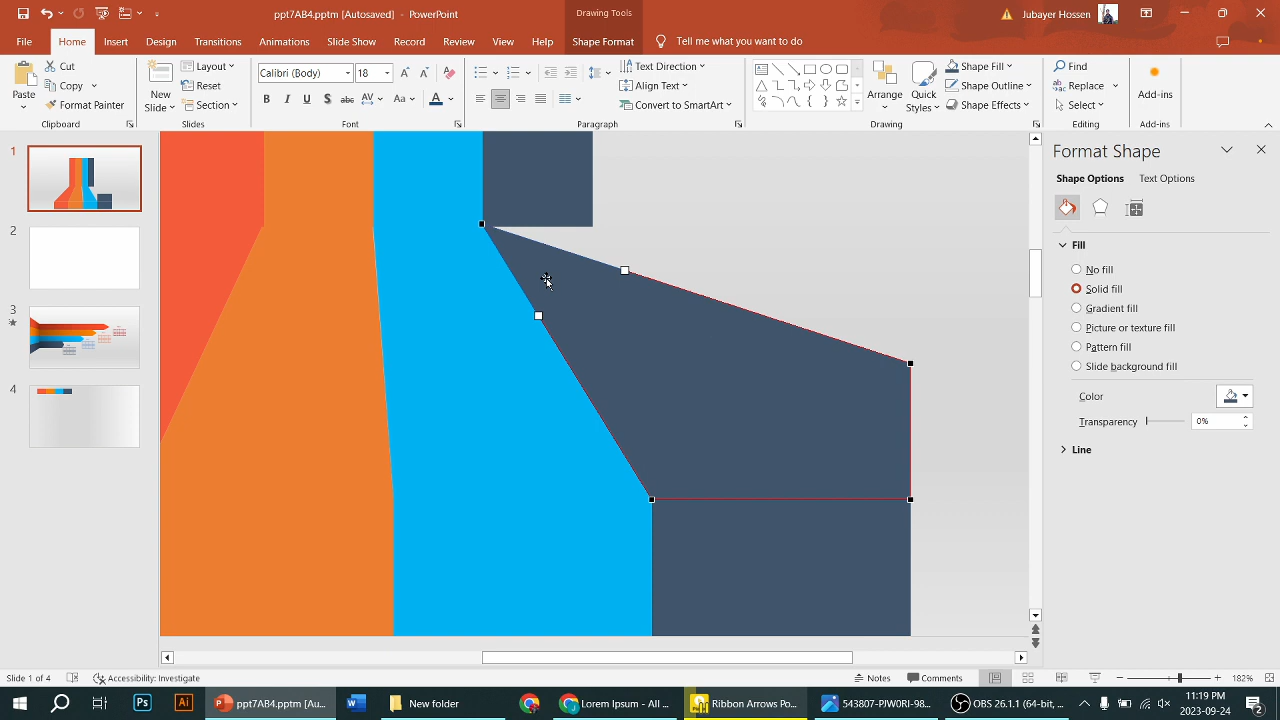 ppt7AB4.pptm [Autosaved] - PowerPoint
Drawing Tools
Jubayer Hossen
File
Home
Insert
Design
Transitions
Animations
Slide Show
Record
Review
View
Help
Shape Format
Tell me what you want to do
Paste
Cut
Copy
Format Painter
Clipboard
New Slide
Layout
Reset
Section
Slides
Calibri (Body)
18
Font
Text Direction
Align Text
Convert to SmartArt
Paragraph
Arrange
Quick Styles
Shape Fill
Shape Outline
Shape Effects
Drawing
Find
Replace
Select
Editing
Add-ins
Add-ins
1
2
3
4
Format Shape
Shape Options
Text Options
Fill
No fill
Solid fill
Gradient fill
Picture or texture fill
Pattern fill
Slide background fill
Color
Transparency
0%
Line
Slide 1 of 4
Accessibility: Investigate
Notes
Comments
182%
ppt7AB4.pptm [Au...
New folder
Lorem Ipsum - All ...
Ribbon Arrows Po...
543807-PIW0RI-98...
OBS 26.1.1 (64-bit, ...
11:19 PM
2023-09-24
2